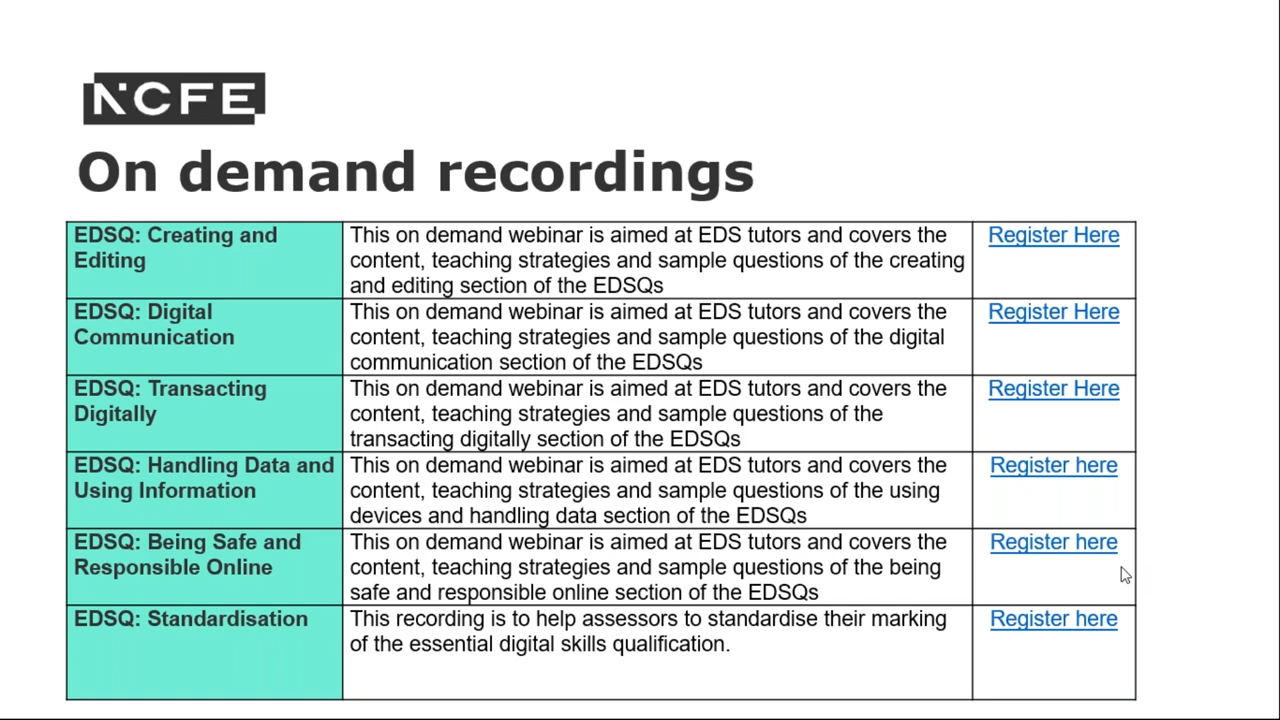 NCFE
On demand recordings
EDSQ: Creating and
Editing
This on demand webinar is aimed at EDS tutors and covers the
content, teaching strategies and sample questions of the creating
and editing section of the EDSQs
Register Here
EDSQ: Digital
Communication
This on demand webinar is aimed at EDS tutors and covers the
content, teaching strategies and sample questions of the digital
communication section of the EDSQs
Register Here
EDSQ: Transacting
Digitally
This on demand webinar is aimed at EDS tutors and covers the
content, teaching strategies and sample questions of the
transacting digitally section of the EDSQs
Register Here
EDSQ: Handling Data and
Using Information
This on demand webinar is aimed at EDS tutors and covers the
content, teaching strategies and sample questions of the using
devices and handling data section of the EDSQs
Register here
EDSQ: Being Safe and
Responsible Online
This on demand webinar is aimed at EDS tutors and covers the
content, teaching strategies and sample questions of the being
safe and responsible online section of the EDSQs
Register here
EDSQ: Standardisation
This recording is to help assessors to standardise their marking
of the essential digital skills qualification.
Register here